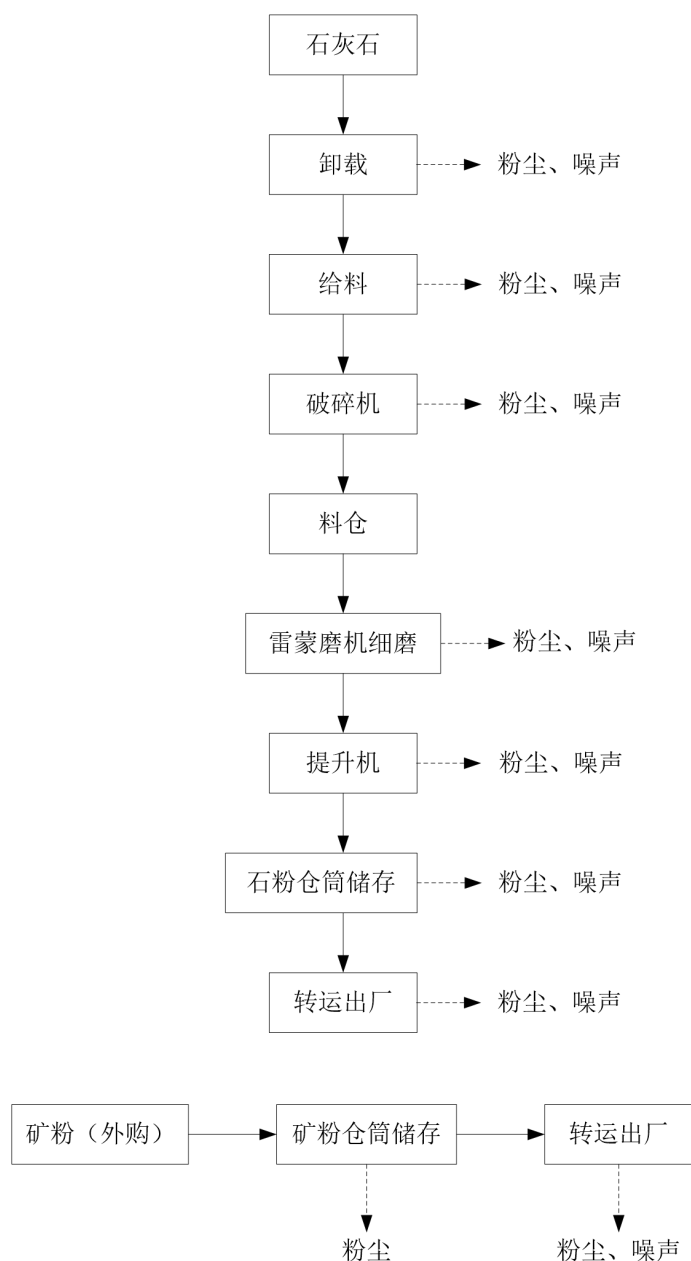 石灰石
卸载 粉尘、噪声
给料 粉尘、噪声
破碎机 粉尘、噪声
料仓
雷蒙磨机细磨 粉尘、噪声
提升机 粉尘、噪声
石粉仓筒储存 粉尘、噪声
转运出厂 粉尘、噪声
矿粉（外购） 矿粉仓筒储存 转运出厂
粉尘 粉尘、噪声